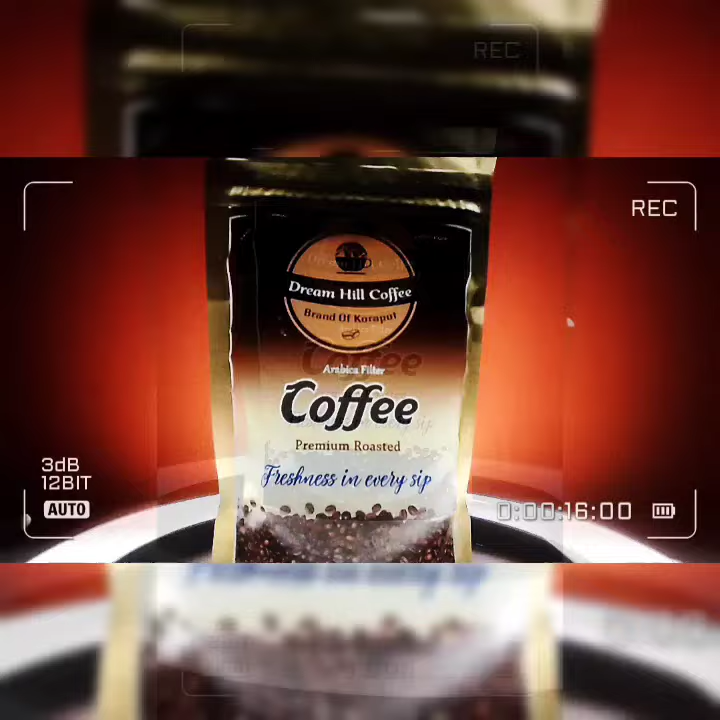 REC
REC
Dream Hill Coffee
Brand Of Koraput
Arabica Filter
Coffee
Premium Roasted
Freshness in every sip
3dB
12BIT
AUTO
0:00:16:00